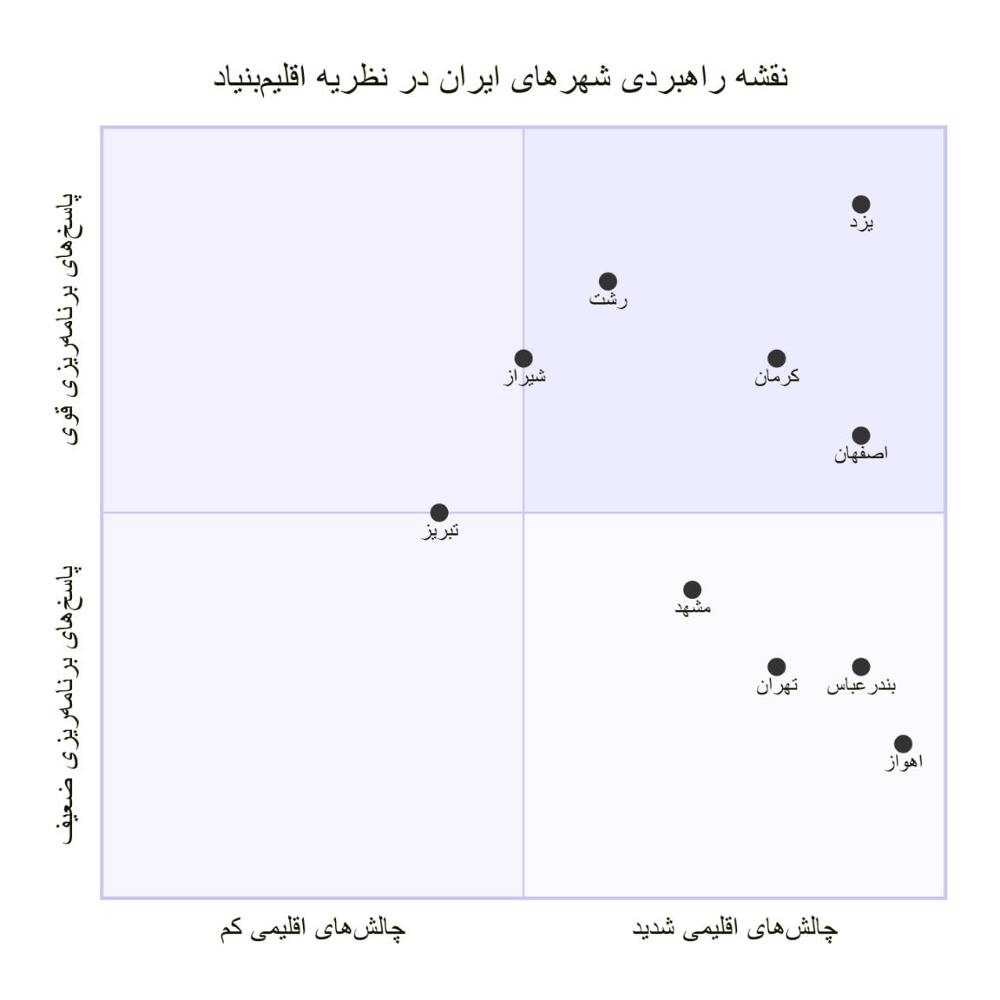 نقشه راهبردی شهرهای ایران در نظریه اقلیم‌بنیاد
پاسخ‌های برنامه‌ریزی قوی
پاسخ‌های برنامه‌ریزی ضعیف
یزد
رشت
شیراز
کرمان
اصفهان
تبریز
مشهد
تهران
بندرعباس
اهواز
چالش‌های اقلیمی شدید
چالش‌های اقلیمی کم